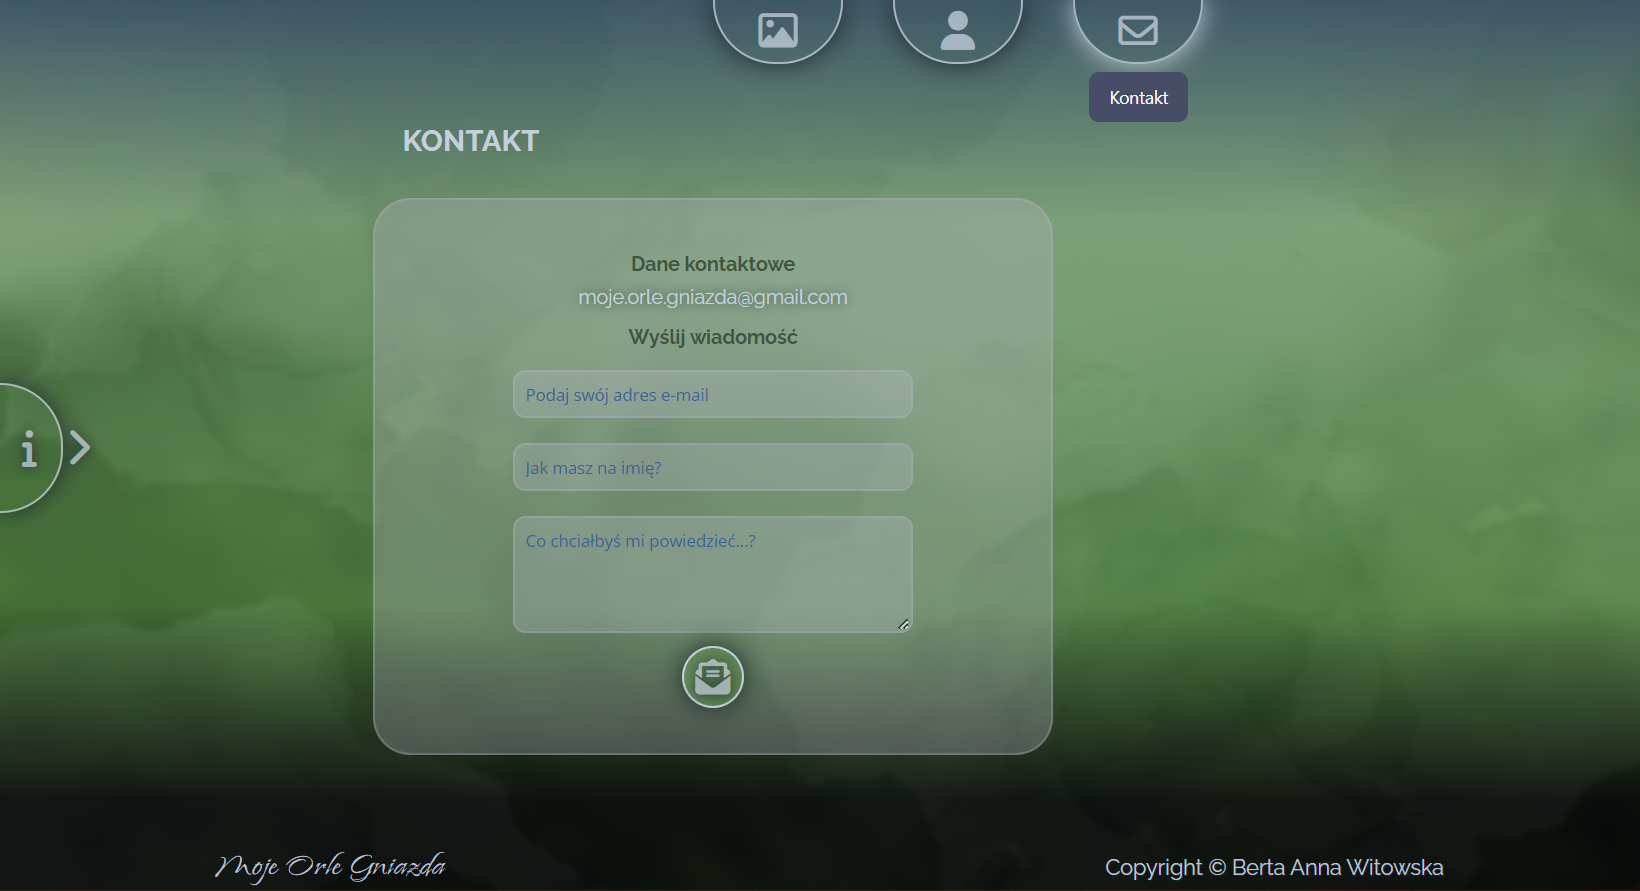 Kontakt
KONTAKT
Dane kontaktowe
moje.orle.gniazda@gmail.com
Wyślij wiadomość
Podaj swój adres e-mail
Jak masz na imię?
Co chciałbyś mi powiedzieć...?
Moje Orle Gniazda
Copyright © Berta Anna Witowska